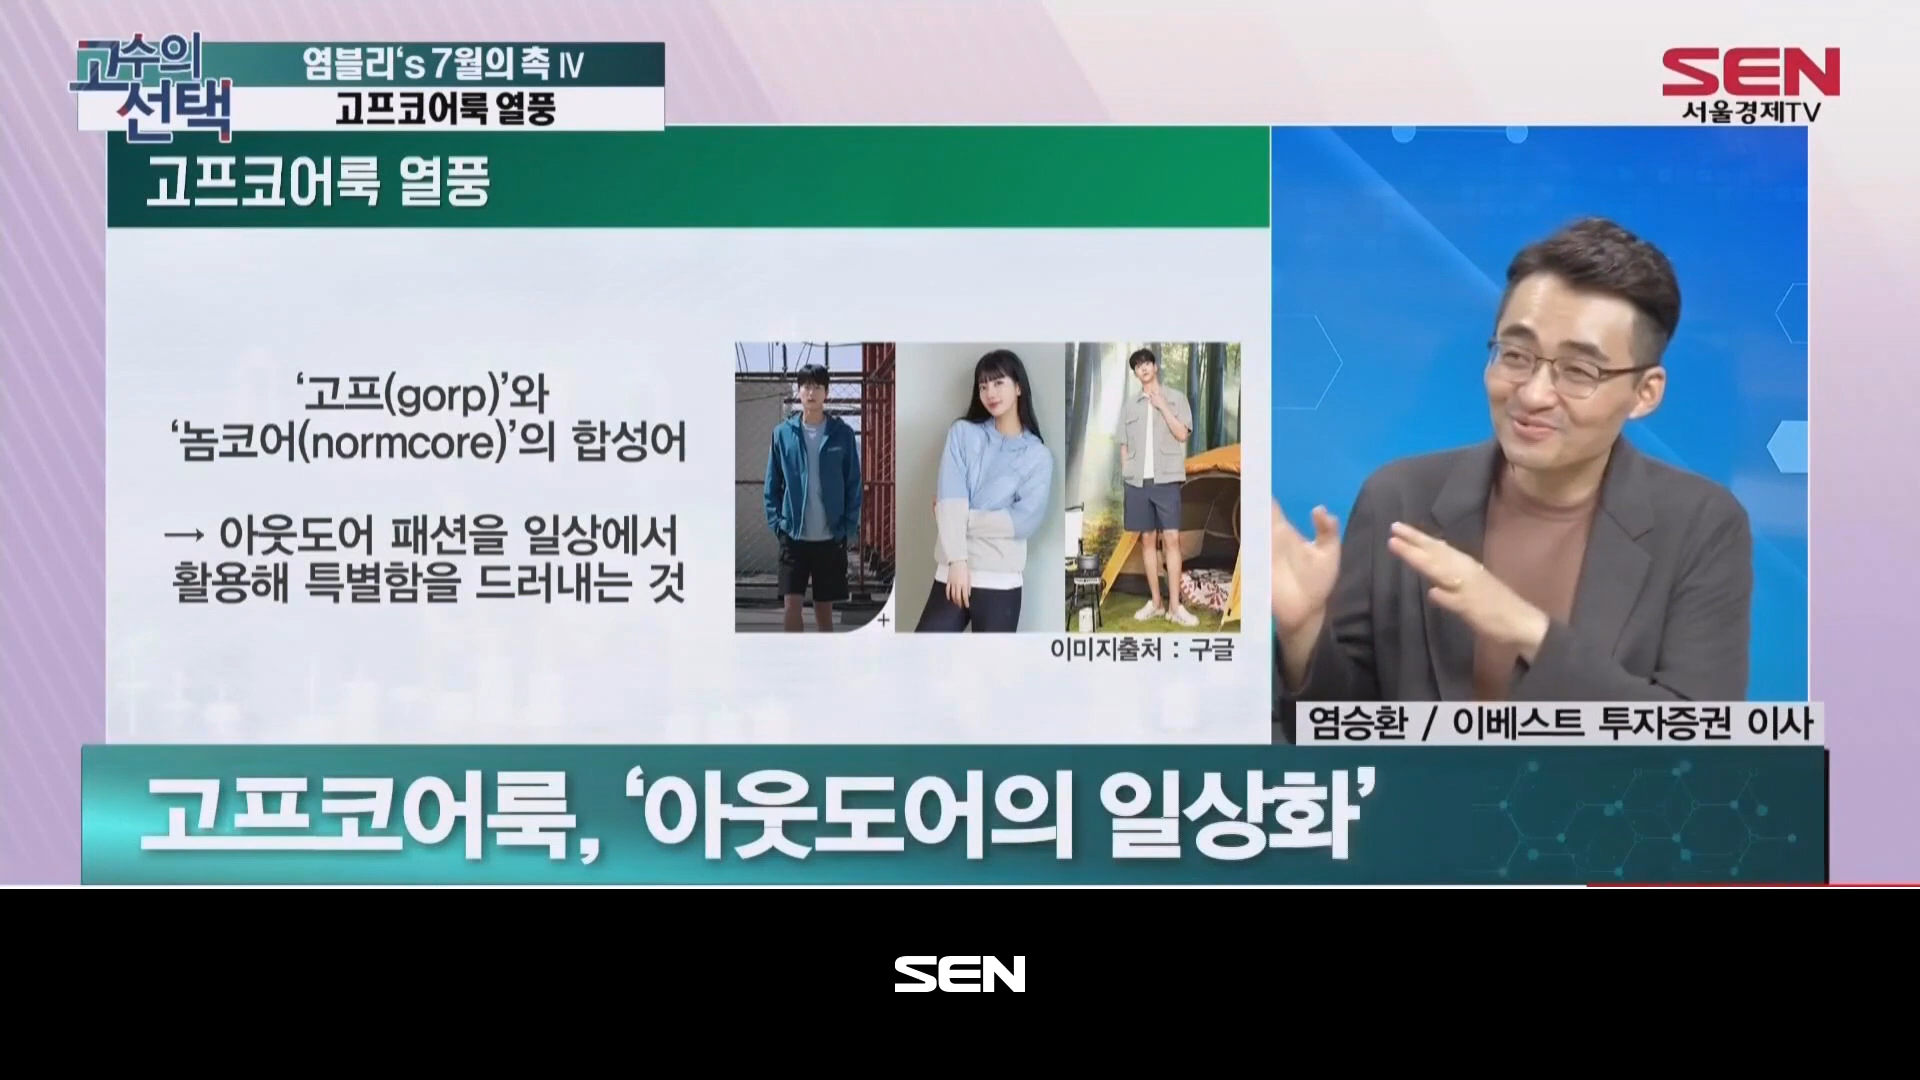 고수의
선택
염블리‘s 7월의 촉 Ⅳ
고프코어룩 열풍
SEN
서울경제TV
고프코어룩 열풍
‘고프(gorp)’와
‘놈코어(normcore)’의 합성어
→ 아웃도어 패션을 일상에서
활용해 특별함을 드러내는 것
이미지출처 : 구글
염승환 / 이베스트 투자증권 이사
고프코어룩, ‘아웃도어의 일상화’
SEN